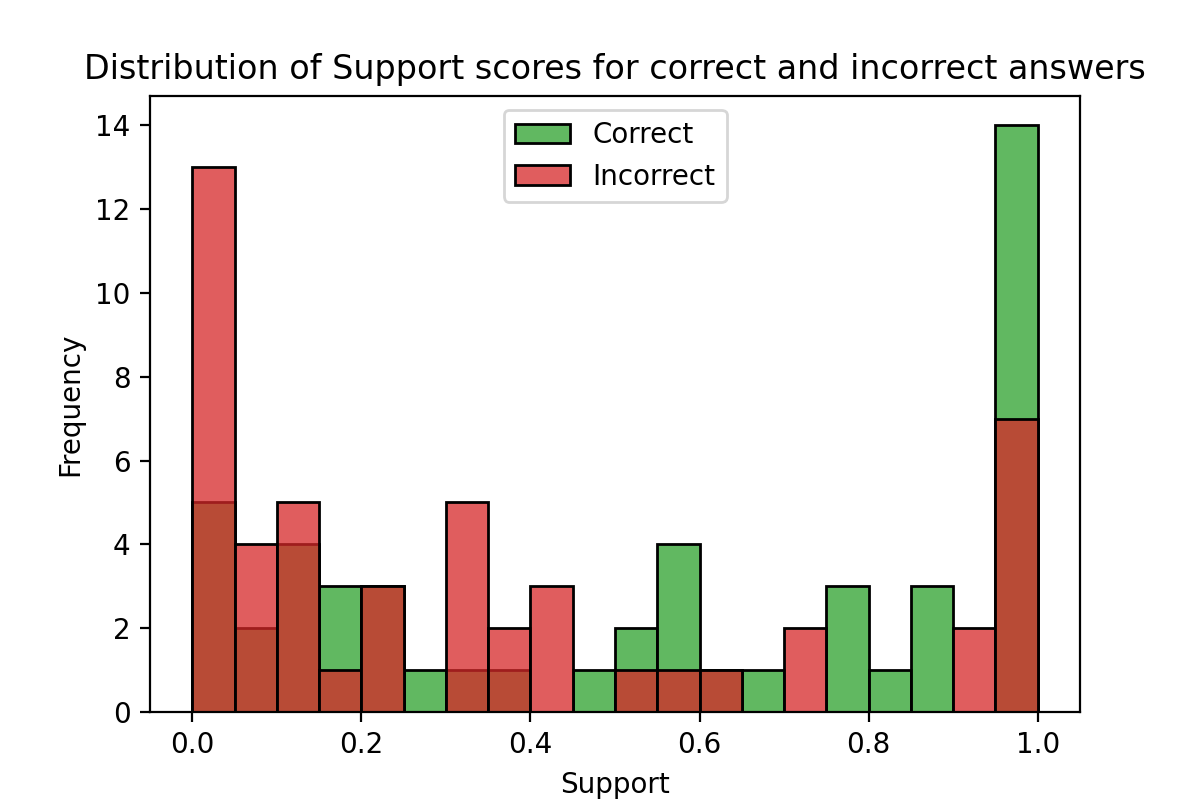 Distribution of Support scores for correct and incorrect answers
Correct
Incorrect
14
12
10
8
6
4
2
0
Frequency
0.0 0.2 0.4 0.6 0.8 1.0
Support